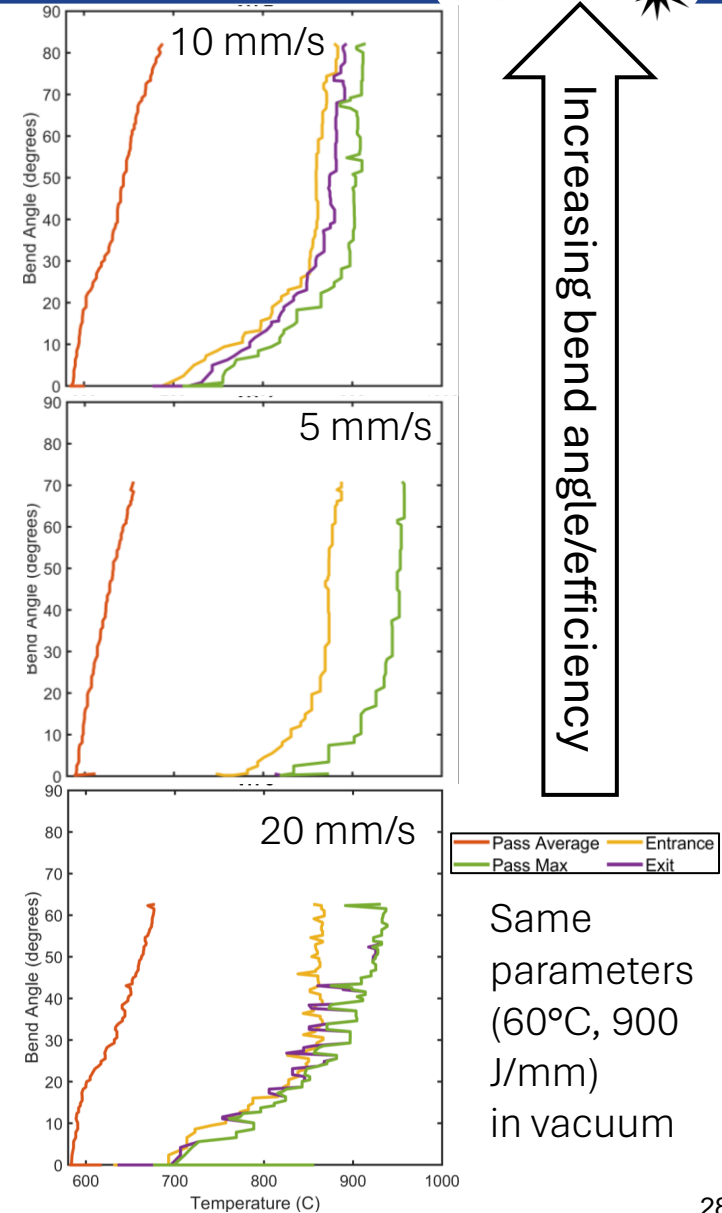 90
80
70
60
50
40
30
20
10
0
Bend Angle (degrees)
10 mm/s
90
80
70
60
50
40
30
20
10
0
Bend Angle (degrees)
5 mm/s
90
80
70
60
50
40
30
20
10
0
Bend Angle (degrees)
20 mm/s
600 700 800 900 1000
Temperature (C)
Increasing bend angle/efficiency
Pass Average Entrance
Pass Max Exit
Same
parameters
(60°C, 900
J/mm)
in vacuum
28